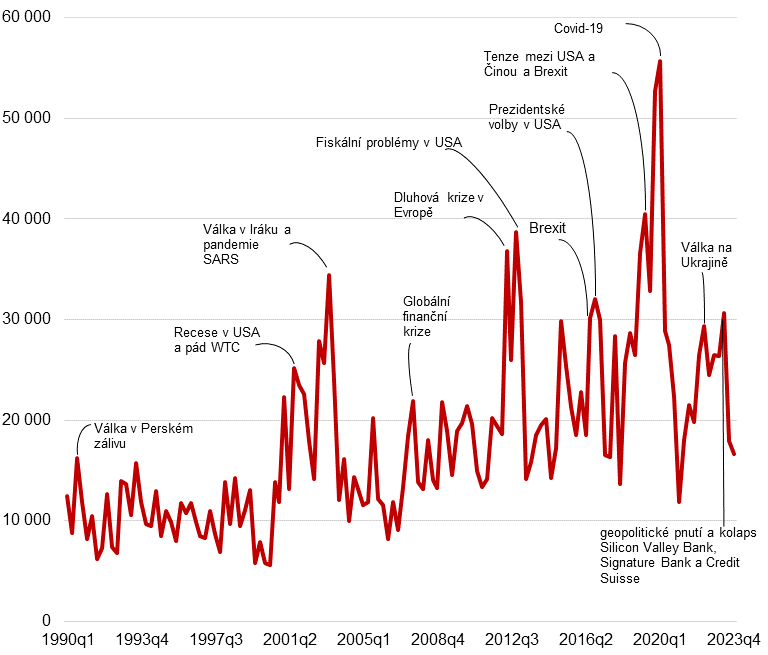 60 000
50 000
40 000
30 000
20 000
10 000
0
Covid-19
Tenze mezi USA a
Čínou a Brexit
Prezidentské
volby v USA
Fiskální problémy v USA
Dluhová krize v
Evropě
Brexit
Válka v Iráku a
pandemie
SARS
Válka na
Ukrajině
Globální
finanční
krize
Recese v USA
a pád WTC
Válka v Perském
zálivu
geopolitické pnutí a kolaps
Silicon Valley Bank,
Signature Bank a Credit
Suisse
1990q1
1993q4
1997q3
2001q2
2005q1
2008q4
2012q3
2016q2
2020q1
2023q4